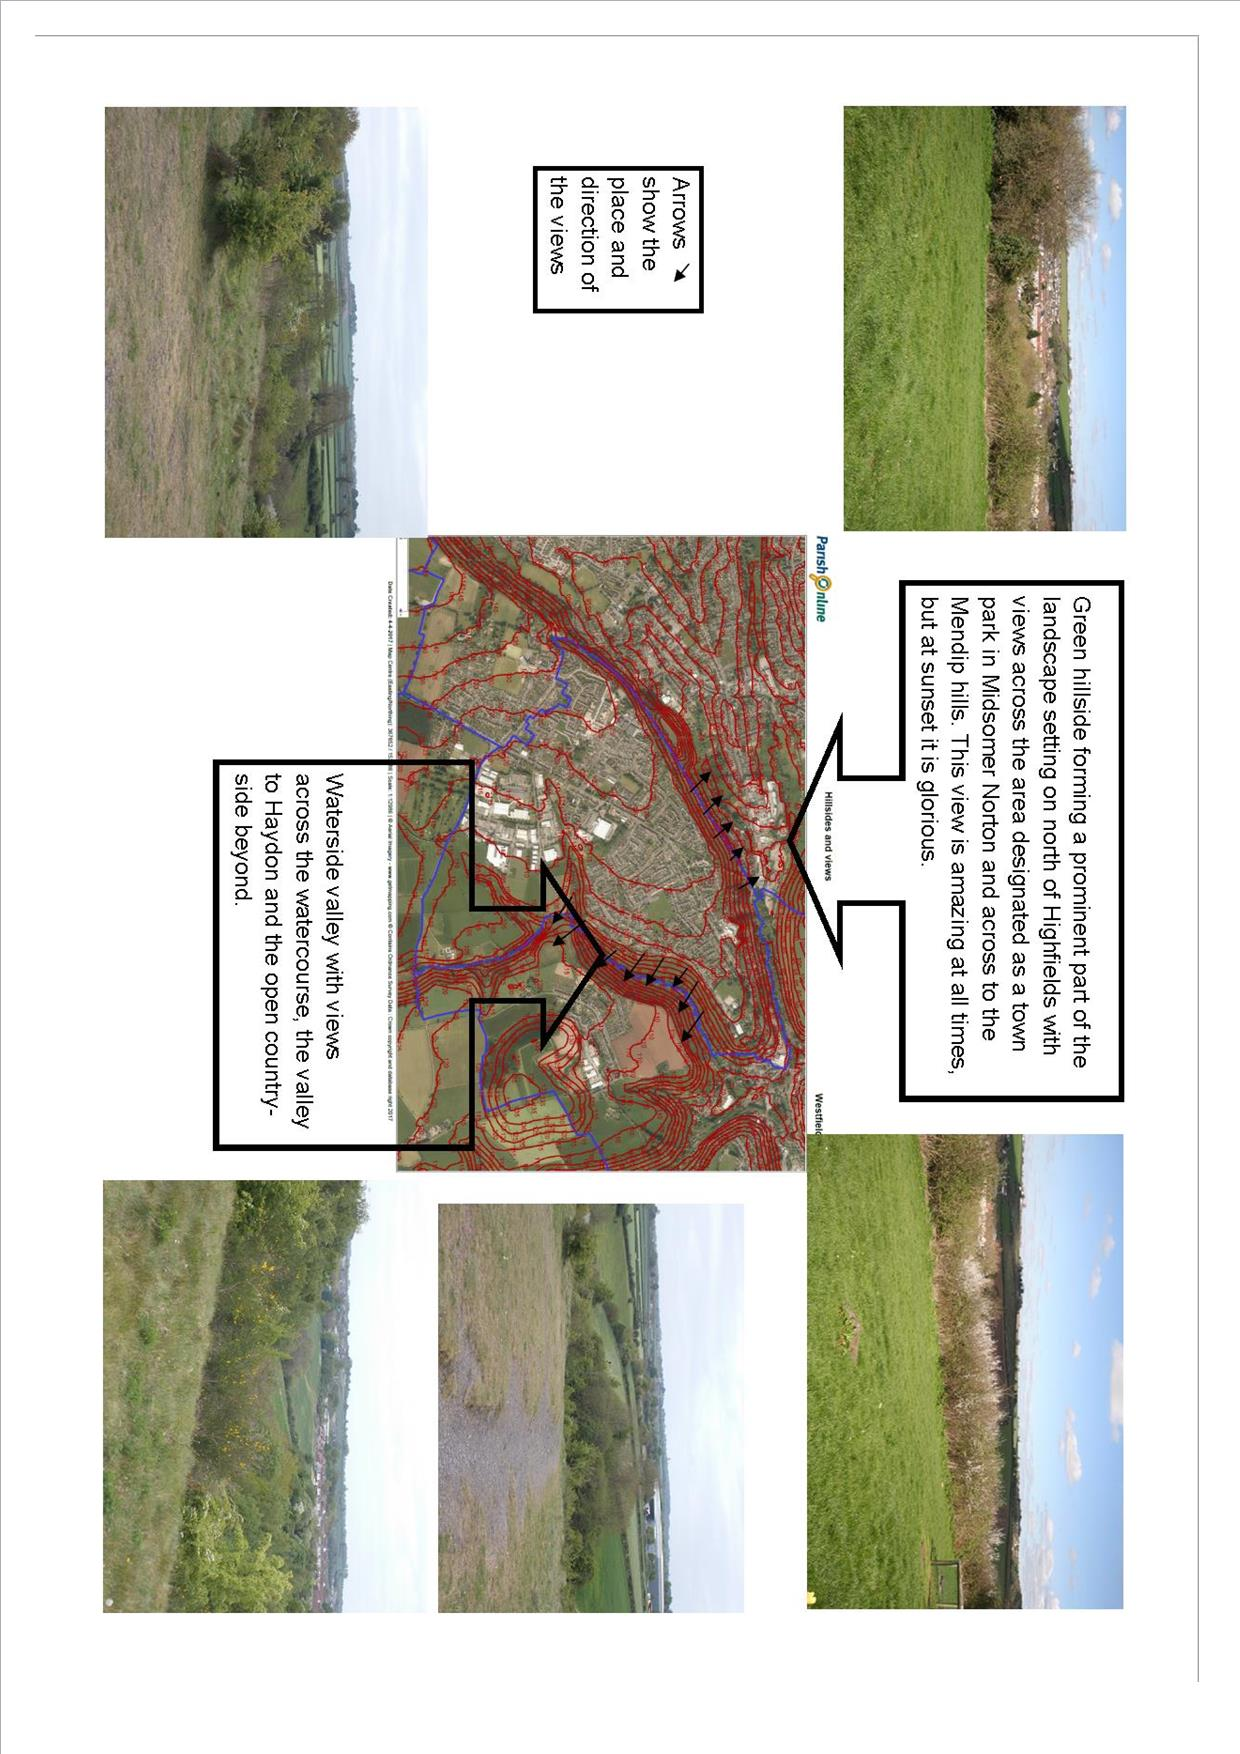 Green hillside forming a prominent part of the
landscape setting on north of Highfields with
views across the area designated as a town
park in Midsomer Norton and across to the
Mendip hills. This view is amazing at all times,
but at sunset it is glorious.
Arrows
show the
place and
direction of
the views
Parish Online
Hillsides and views
Westfield
Waterside valley with views
across the watercourse, the valley
to Haydon and the open country-
side beyond.